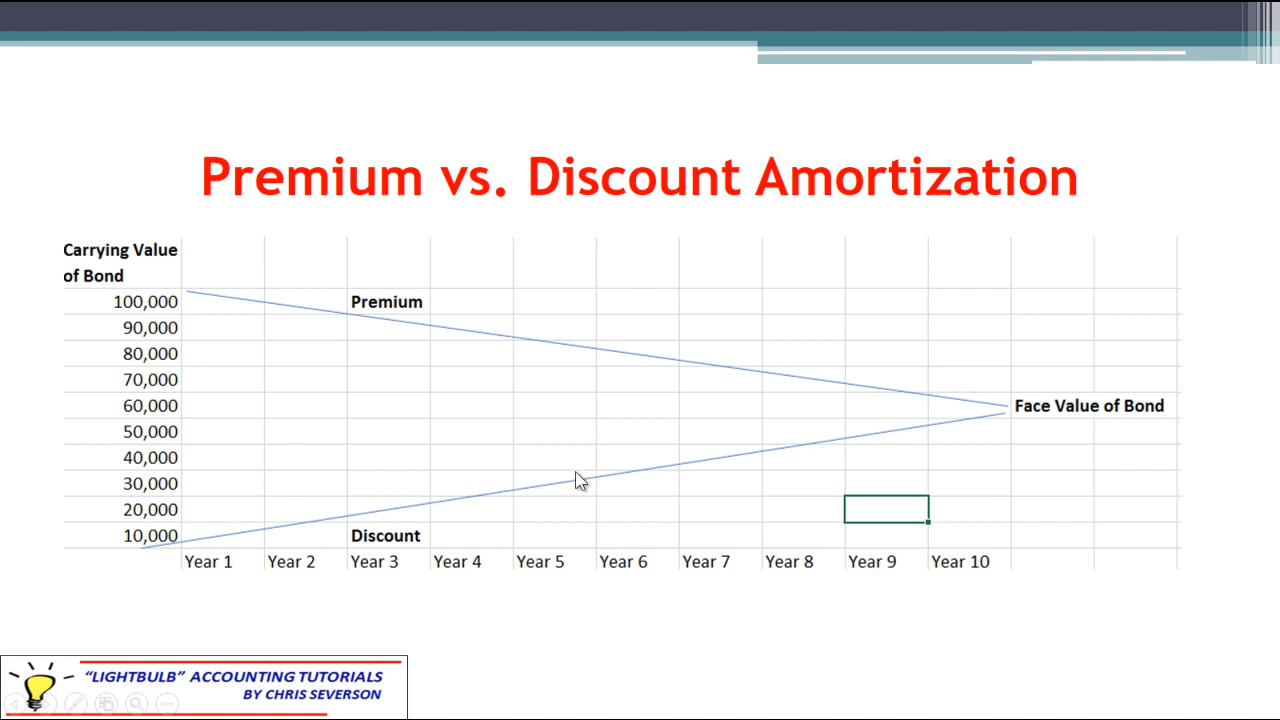 Premium vs. Discount Amortization
Carrying Value
of Bond
100,000
Premium
90,000
80,000
70,000
60,000
Face Value of Bond
50,000
40,000
30,000
20,000
10,000
Discount
Year 1 Year 2 Year 3 Year 4 Year 5 Year 6 Year 7 Year 8 Year 9 Year 10
“LIGHTBULB” ACCOUNTING TUTORIALS
BY CHRIS SEVERSON